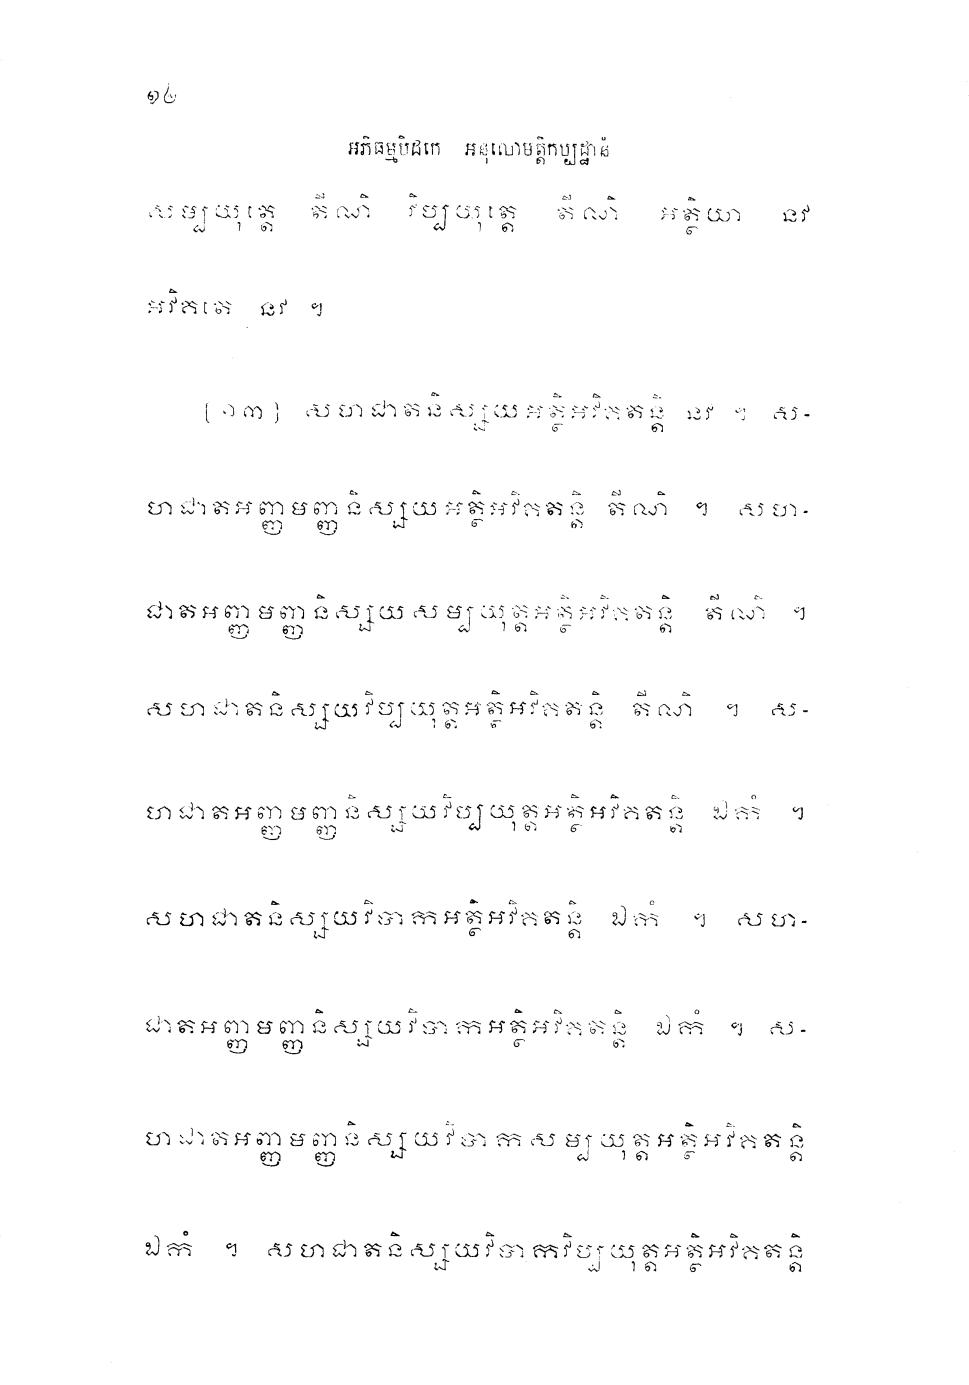 ១៤
អភិធម្មបិដកេ អនុលោមត្តិកប្បដ្ឋានំ
សម្បយុត្តេ តីណិ វិប្បយុត្តេ តីណិ អត្ថិយា នវ
អវិគតេ នវ ។
[១៣] សហជាតនិស្សយអត្ថិអវិគតន្តិ នវ ។ ស-
ហជាតអញ្ញមញ្ញនិស្សយអត្ថិអវិគតន្តិ តីណិ ។ សហ-
ជាតអញ្ញមញ្ញនិស្សយសម្បយុត្តអត្ថិអវិគតន្តិ តីណិ ។
សហជាតនិស្សយវិប្បយុត្តអត្ថិអវិគតន្តិ តីណិ ។ ស-
ហជាតអញ្ញមញ្ញនិស្សយវិប្បយុត្តអត្ថិអវិគតន្តិ ឯកំ ។
សហជាតនិស្សយវិបាកអត្ថិអវិគតន្តិ ឯកំ ។ សហ-
ជាតអញ្ញមញ្ញនិស្សយវិបាកអត្ថិអវិគតន្តិ ឯកំ ។ ស-
ហជាតអញ្ញមញ្ញនិស្សយវិបាកសម្បយុត្តអត្ថិអវិគតន្តិ
ឯកំ ។ សហជាតនិស្សយវិបាកវិប្បយុត្តអត្ថិអវិគតន្តិ